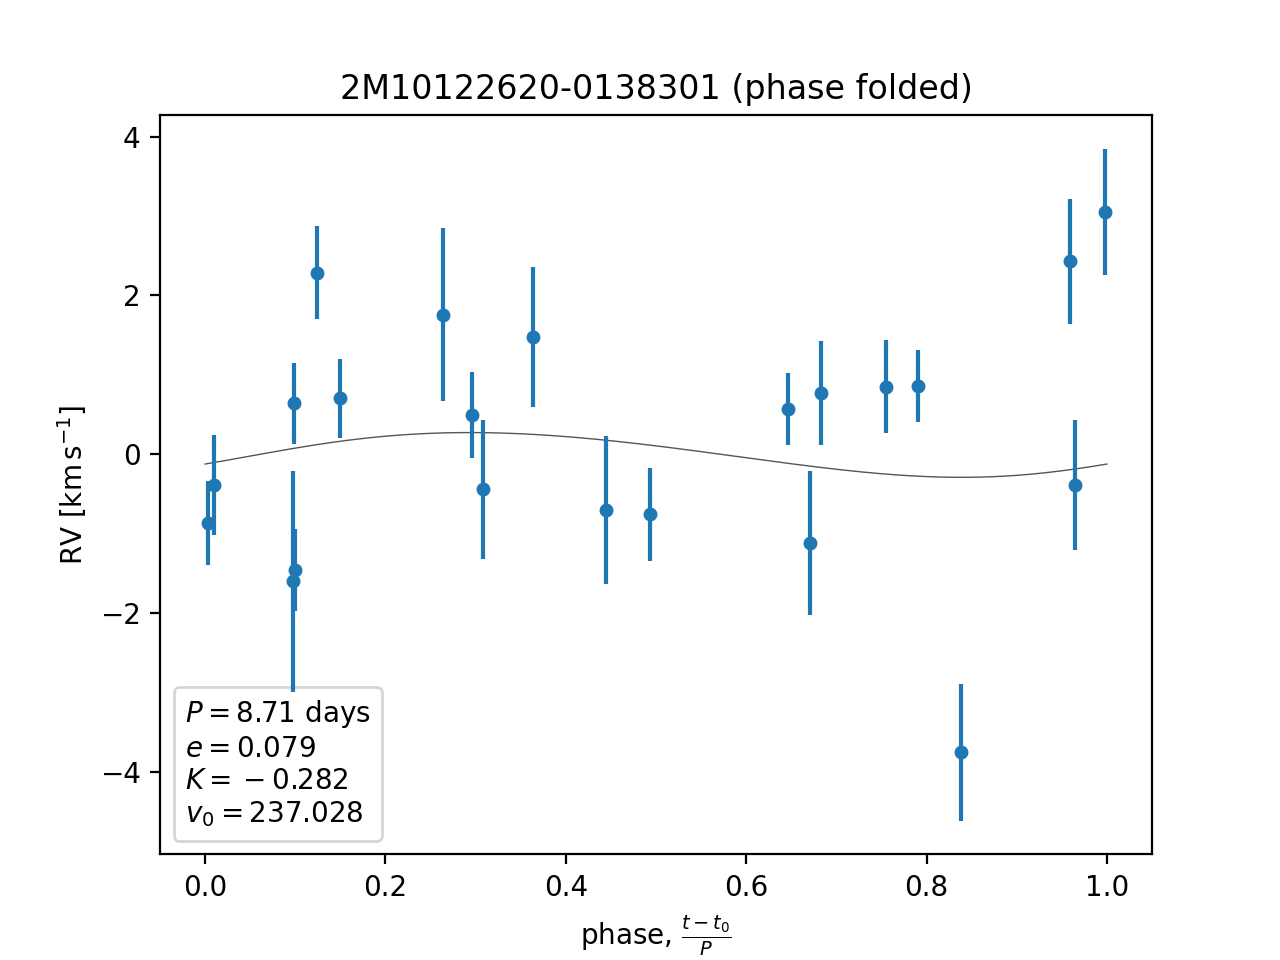 2M10122620-0138301 (phase folded)
4
2
0
−2
−4
RV [km s⁻¹]
P = 8.71 days
e = 0.079
K = −0.282
v₀ = 237.028
0.0 0.2 0.4 0.6 0.8 1.0
phase, (t − t₀)/P